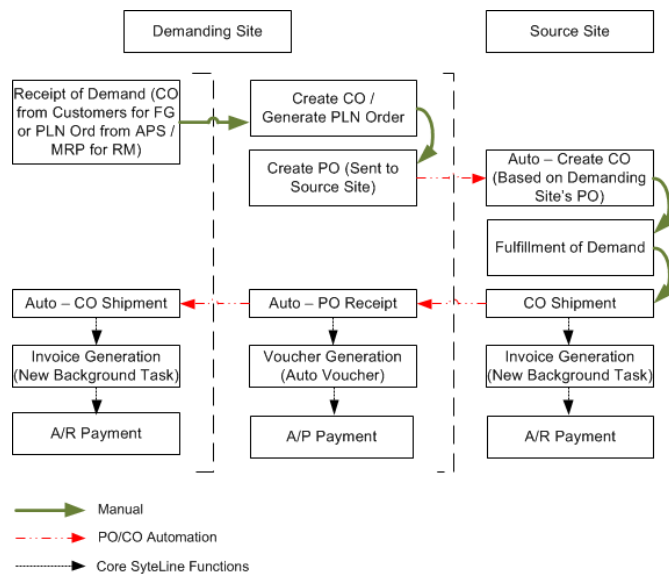 Demanding Site
Source Site
Receipt of Demand (CO
from Customers for FG
or PLN Ord from APS /
MRP for RM)
Create CO /
Generate PLN Order
Create PO (Sent to
Source Site)
Auto – Create CO
(Based on Demanding
Site's PO)
Fulfillment of Demand
Auto – CO Shipment
Auto – PO Receipt
CO Shipment
Invoice Generation
(New Background Task)
Voucher Generation
(Auto Voucher)
Invoice Generation
(New Background Task)
A/R Payment
A/P Payment
A/R Payment
Manual
PO/CO Automation
Core SyteLine Functions